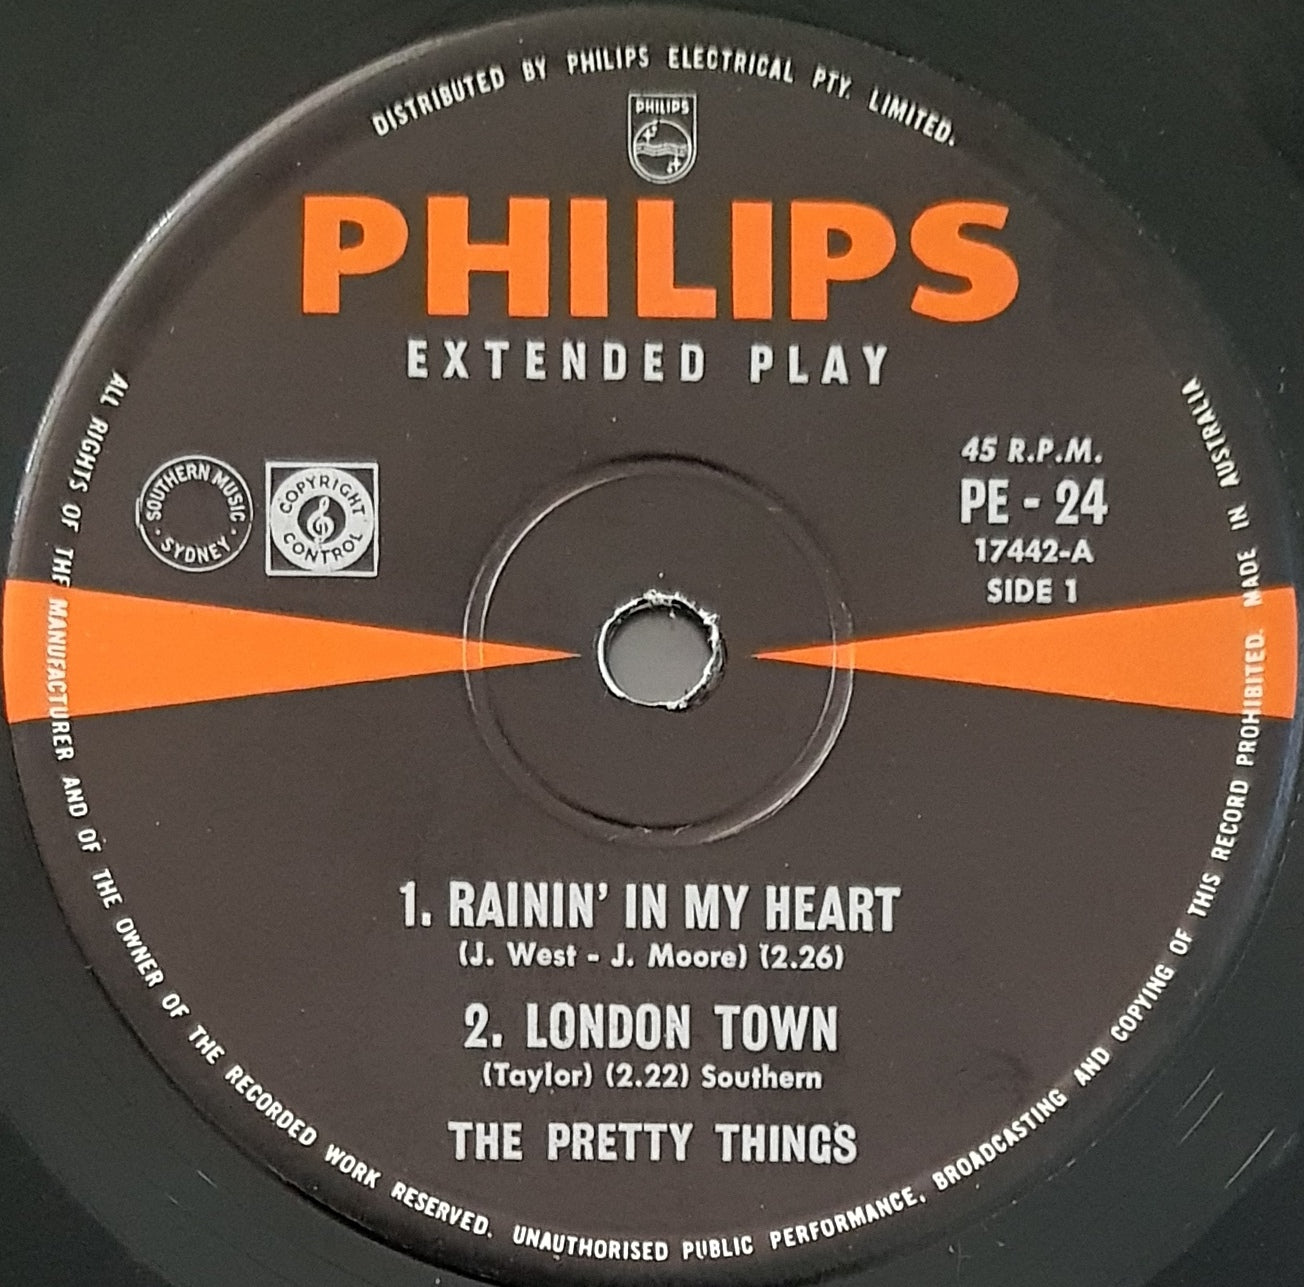 DISTRIBUTED BY PHILIPS ELECTRICAL PTY. LIMITED.
PHILIPS
PHILIPS
EXTENDED PLAY
SOUTHERN MUSIC
· SYDNEY ·
COPYRIGHT
CONTROL
45 R.P.M.
PE - 24
17442-A
SIDE 1
1. RAININ' IN MY HEART
(J. West - J. Moore) (2.26)
2. LONDON TOWN
(Taylor) (2.22) Southern
THE PRETTY THINGS
ALL RIGHTS OF THE MANUFACTURER AND OF THE OWNER OF THE RECORDED WORK RESERVED. UNAUTHORISED PUBLIC PERFORMANCE, BROADCASTING AND COPYING OF THIS RECORD PROHIBITED. MADE IN AUSTRALIA